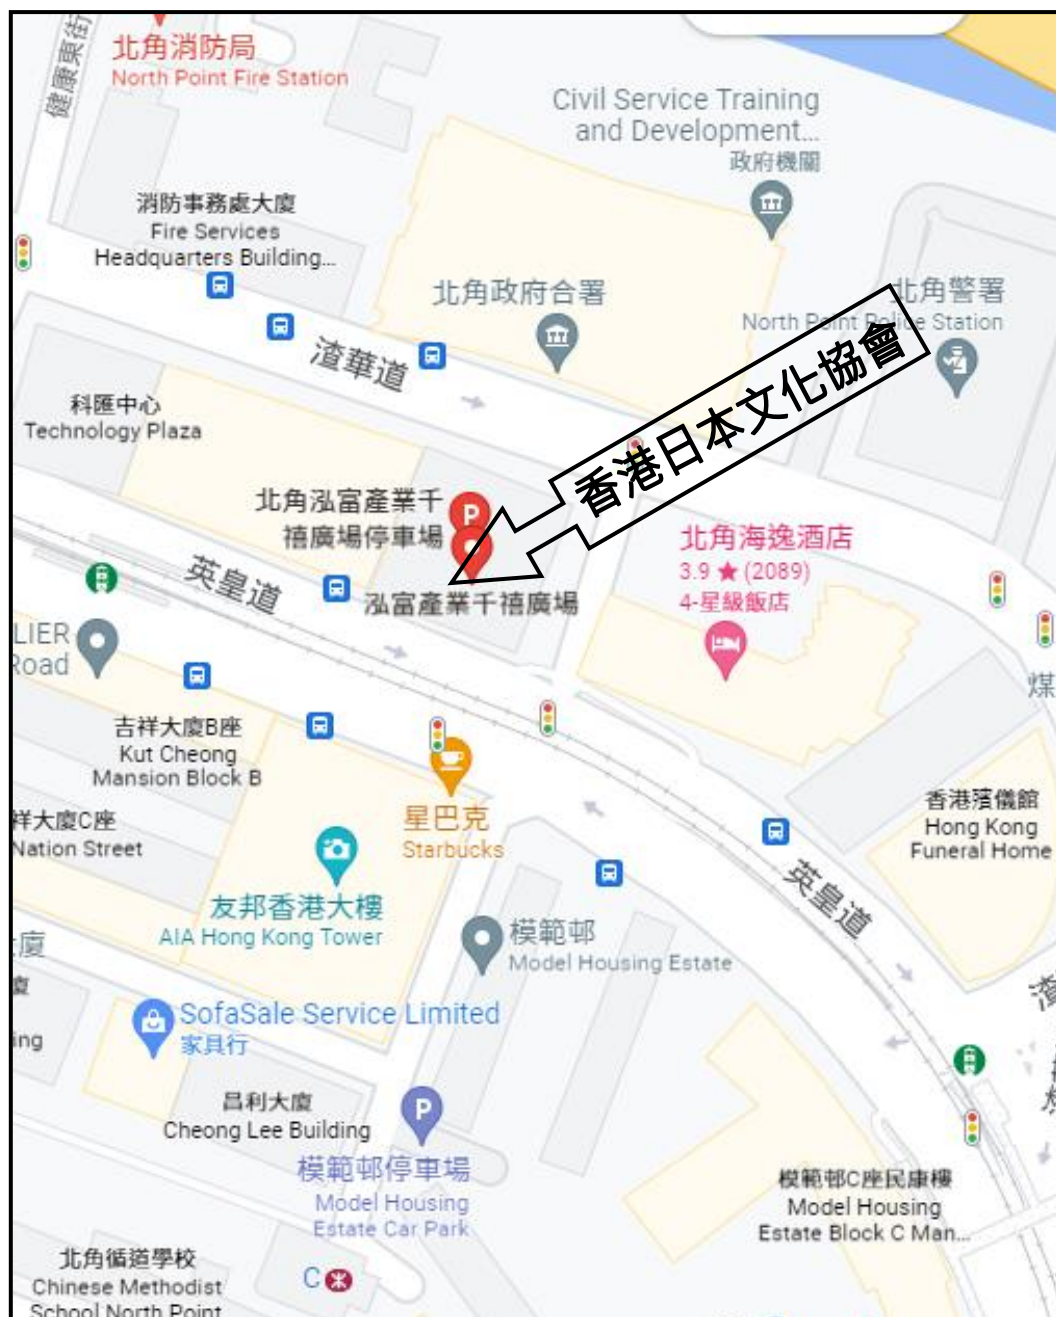 健康東街
北角消防局
North Point Fire Station
Civil Service Training
and Development...
政府機關
消防事務處大廈
Fire Services
Headquarters Building...
北角政府合署
北角警署
North Point Police Station
渣華道
香港日本文化協會
科匯中心
Technology Plaza
北角泓富產業千
禧廣場停車場
P
泓富產業千禧廣場
英皇道
北角海逸酒店
3.9 ★ (2089)
4-星級飯店
LIER
Road
煤
吉祥大廈B座
Kut Cheong
Mansion Block B
祥大廈C座
Nation Street
星巴克
Starbucks
香港殯儀館
Hong Kong
Funeral Home
英皇道
友邦香港大樓
AIA Hong Kong Tower
模範邨
Model Housing Estate
廈
廈
ing
渣
SofaSale Service Limited
家具行
昌利大廈
Cheong Lee Building
P
模範邨停車場
Model Housing
Estate Car Park
模範邨C座民康樓
Model Housing
Estate Block C Man...
北角循道學校
Chinese Methodist
School North Point
C